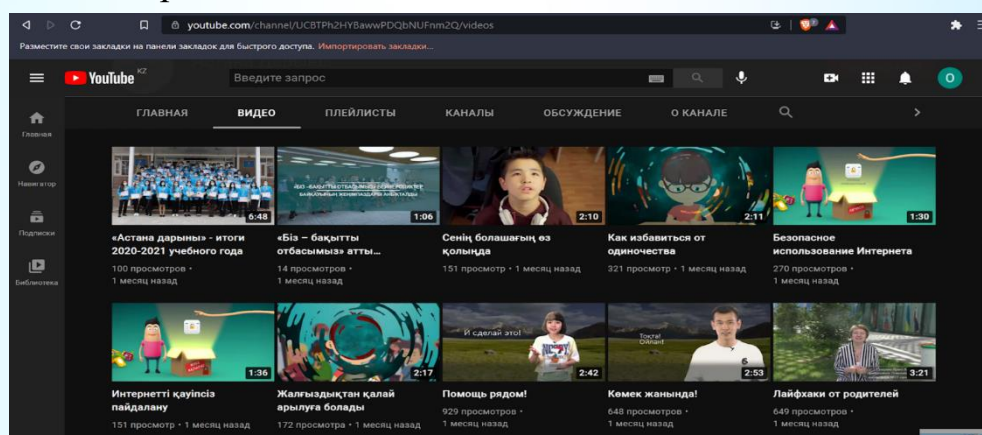 youtube.com/channel/UCBTPh2HYBawwPDQbNUFnm2Q/videos
Разместите свои закладки на панели закладок для быстрого доступа. Импортировать закладки...
YouTube KZ
Введите запрос
О
ГЛАВНАЯ ВИДЕО ПЛЕЙЛИСТЫ КАНАЛЫ ОБСУЖДЕНИЕ О КАНАЛЕ
Главная
Навигатор
Подписки
Библиотека
6:48
«Астана дарыны» - итоги
2020-2021 учебного
года
100 просмотров •
1 месяц назад
1:06
«Біз – бақытты
отбасымыз» атты...
14 просмотров •
1 месяц назад
2:10
Сенің болашағың өз
қолыңда
151 просмотр • 1 месяц назад
2:11
Как избавиться от
одиночества
321 просмотр • 1 месяц назад
1:30
Безопасное
использование Интернета
270 просмотров •
1 месяц назад
1:36
Интернетті қауіпсіз
пайдалану
151 просмотр • 1 месяц назад
2:17
Жалғыздықтан қалай
арылуға болады
172 просмотра • 1 месяц назад
И сделай это!
2:42
Помощь рядом!
929 просмотров •
1 месяц назад
Тоқта!
Ойлан!
2:53
Көмек жанында!
648 просмотров •
1 месяц назад
3:21
Лайфхаки от родителей
649 просмотров •
1 месяц назад